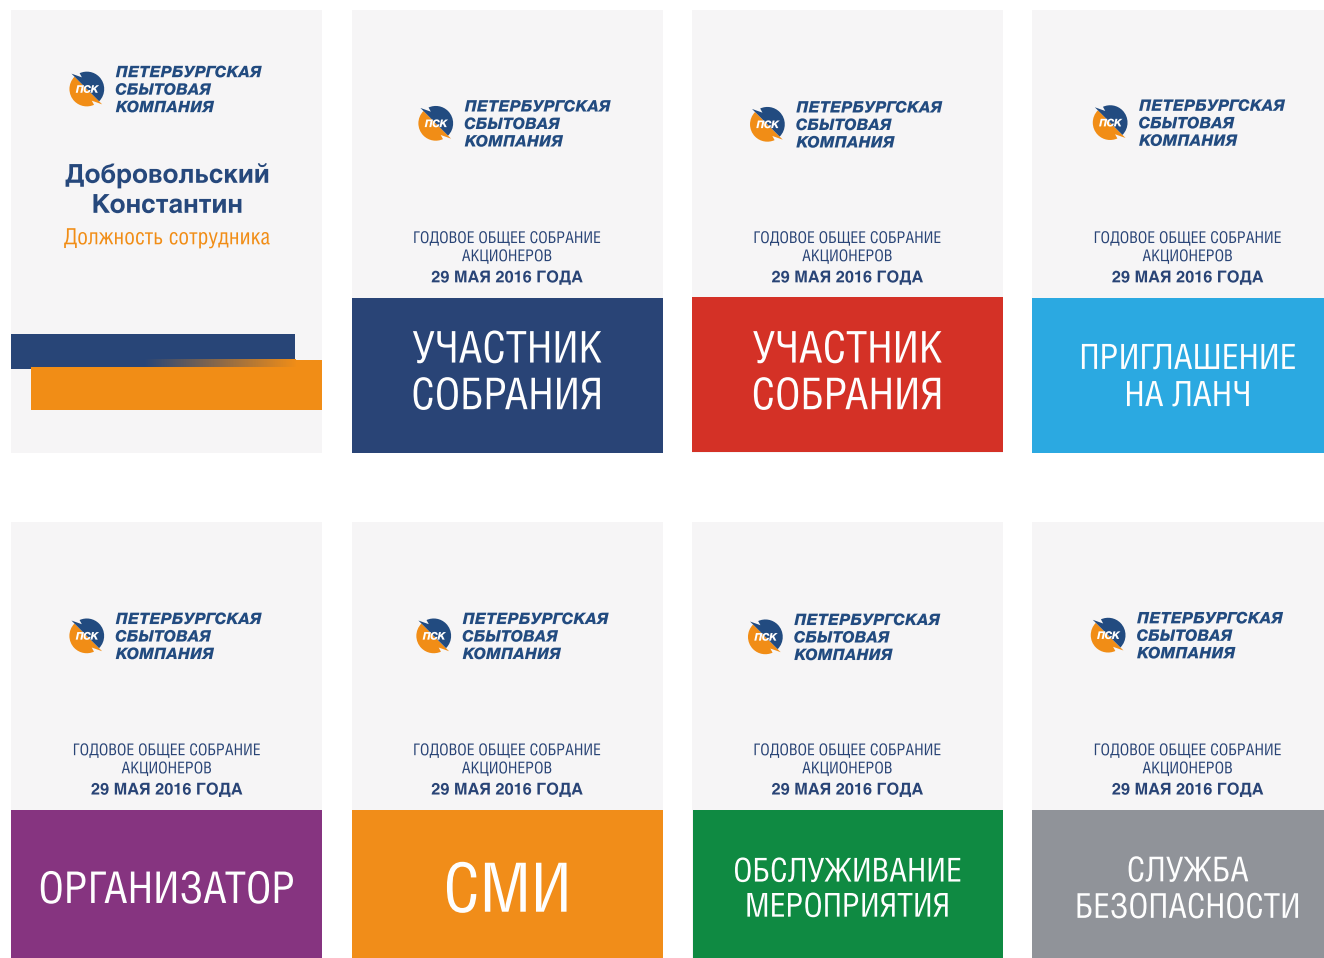 ПСК
ПЕТЕРБУРГСКАЯ
СБЫТОВАЯ
КОМПАНИЯ
Добровольский
Константин
Должность сотрудника
ПСК
ПЕТЕРБУРГСКАЯ
СБЫТОВАЯ
КОМПАНИЯ
ГОДОВОЕ ОБЩЕЕ СОБРАНИЕ
АКЦИОНЕРОВ
29 МАЯ 2016 ГОДА
УЧАСТНИК
СОБРАНИЯ
ПСК
ПЕТЕРБУРГСКАЯ
СБЫТОВАЯ
КОМПАНИЯ
ГОДОВОЕ ОБЩЕЕ СОБРАНИЕ
АКЦИОНЕРОВ
29 МАЯ 2016 ГОДА
УЧАСТНИК
СОБРАНИЯ
ПСК
ПЕТЕРБУРГСКАЯ
СБЫТОВАЯ
КОМПАНИЯ
ГОДОВОЕ ОБЩЕЕ СОБРАНИЕ
АКЦИОНЕРОВ
29 МАЯ 2016 ГОДА
ПРИГЛАШЕНИЕ
НА ЛАНЧ
ПСК
ПЕТЕРБУРГСКАЯ
СБЫТОВАЯ
КОМПАНИЯ
ГОДОВОЕ ОБЩЕЕ СОБРАНИЕ
АКЦИОНЕРОВ
29 МАЯ 2016 ГОДА
ОРГАНИЗАТОР
ПСК
ПЕТЕРБУРГСКАЯ
СБЫТОВАЯ
КОМПАНИЯ
ГОДОВОЕ ОБЩЕЕ СОБРАНИЕ
АКЦИОНЕРОВ
29 МАЯ 2016 ГОДА
СМИ
ПСК
ПЕТЕРБУРГСКАЯ
СБЫТОВАЯ
КОМПАНИЯ
ГОДОВОЕ ОБЩЕЕ СОБРАНИЕ
АКЦИОНЕРОВ
29 МАЯ 2016 ГОДА
ОБСЛУЖИВАНИЕ
МЕРОПРИЯТИЯ
ПСК
ПЕТЕРБУРГСКАЯ
СБЫТОВАЯ
КОМПАНИЯ
ГОДОВОЕ ОБЩЕЕ СОБРАНИЕ
АКЦИОНЕРОВ
29 МАЯ 2016 ГОДА
СЛУЖБА
БЕЗОПАСНОСТИ